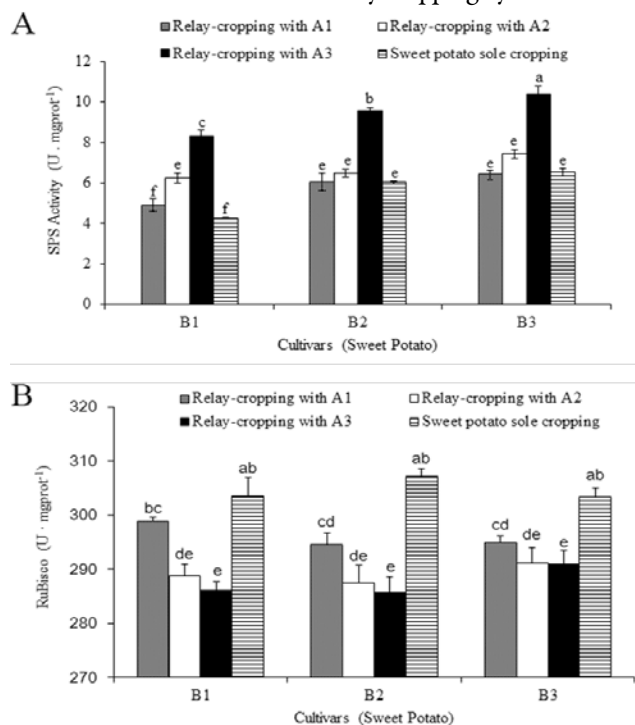 A
Relay-cropping with A1 Relay-cropping with A2
Relay-cropping with A3 Sweet potato sole cropping
12
10
8
6
4
2
0
SPS Activity (U . mgprot-1)
f e c f
e e b e
e e a e
B1 B2 B3
Cultivars (Sweet Potato)
B
Relay-cropping with A1 Relay-cropping with A2
Relay-cropping with A3 Sweet potato sole cropping
320
310
300
290
280
270
RuBisco (U · mgprot-1)
bc de e ab
cd de e ab
cd de e ab
B1 B2 B3
Cultivars (Sweet Potato)